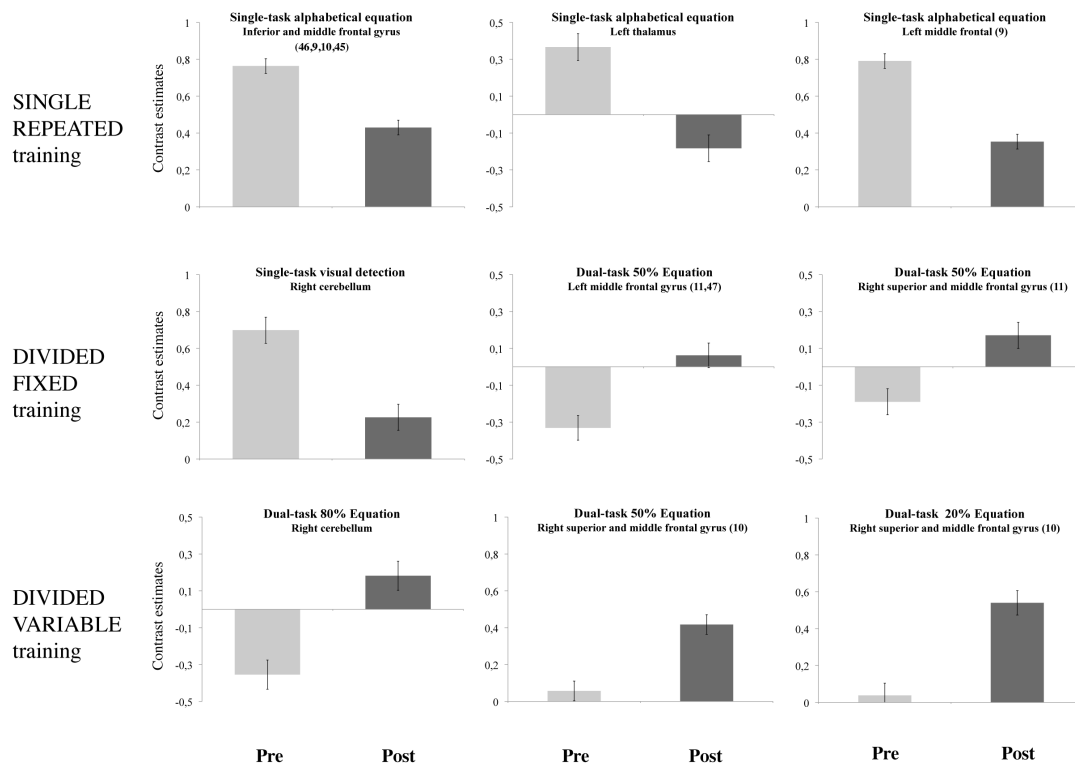 SINGLE
REPEATED
training
Contrast estimates
Single-task alphabetical equation
Inferior and middle frontal gyrus
(46,9,10,45)
1
0,8
0,6
0,4
0,2
0
Single-task alphabetical equation
Left thalamus
0,5
0,3
0,1
-0,1
-0,3
-0,5
Single-task alphabetical equation
Left middle frontal (9)
1
0,8
0,6
0,4
0,2
0
DIVIDED
FIXED
training
Contrast estimates
Single-task visual detection
Right cerebellum
1
0,8
0,6
0,4
0,2
0
Dual-task 50% Equation
Left middle frontal gyrus (11,47)
0,5
0,3
0,1
-0,1
-0,3
-0,5
Dual-task 50% Equation
Right superior and middle frontal gyrus (11)
0,5
0,3
0,1
-0,1
-0,3
-0,5
DIVIDED
VARIABLE
training
Contrast estimates
Dual-task 80% Equation
Right cerebellum
0,5
0,3
0,1
-0,1
-0,3
-0,5
Dual-task 50% Equation
Right superior and middle frontal gyrus (10)
1
0,8
0,6
0,4
0,2
0
Dual-task 20% Equation
Right superior and middle frontal gyrus (10)
1
0,8
0,6
0,4
0,2
0
Pre Post
Pre Post
Pre Post